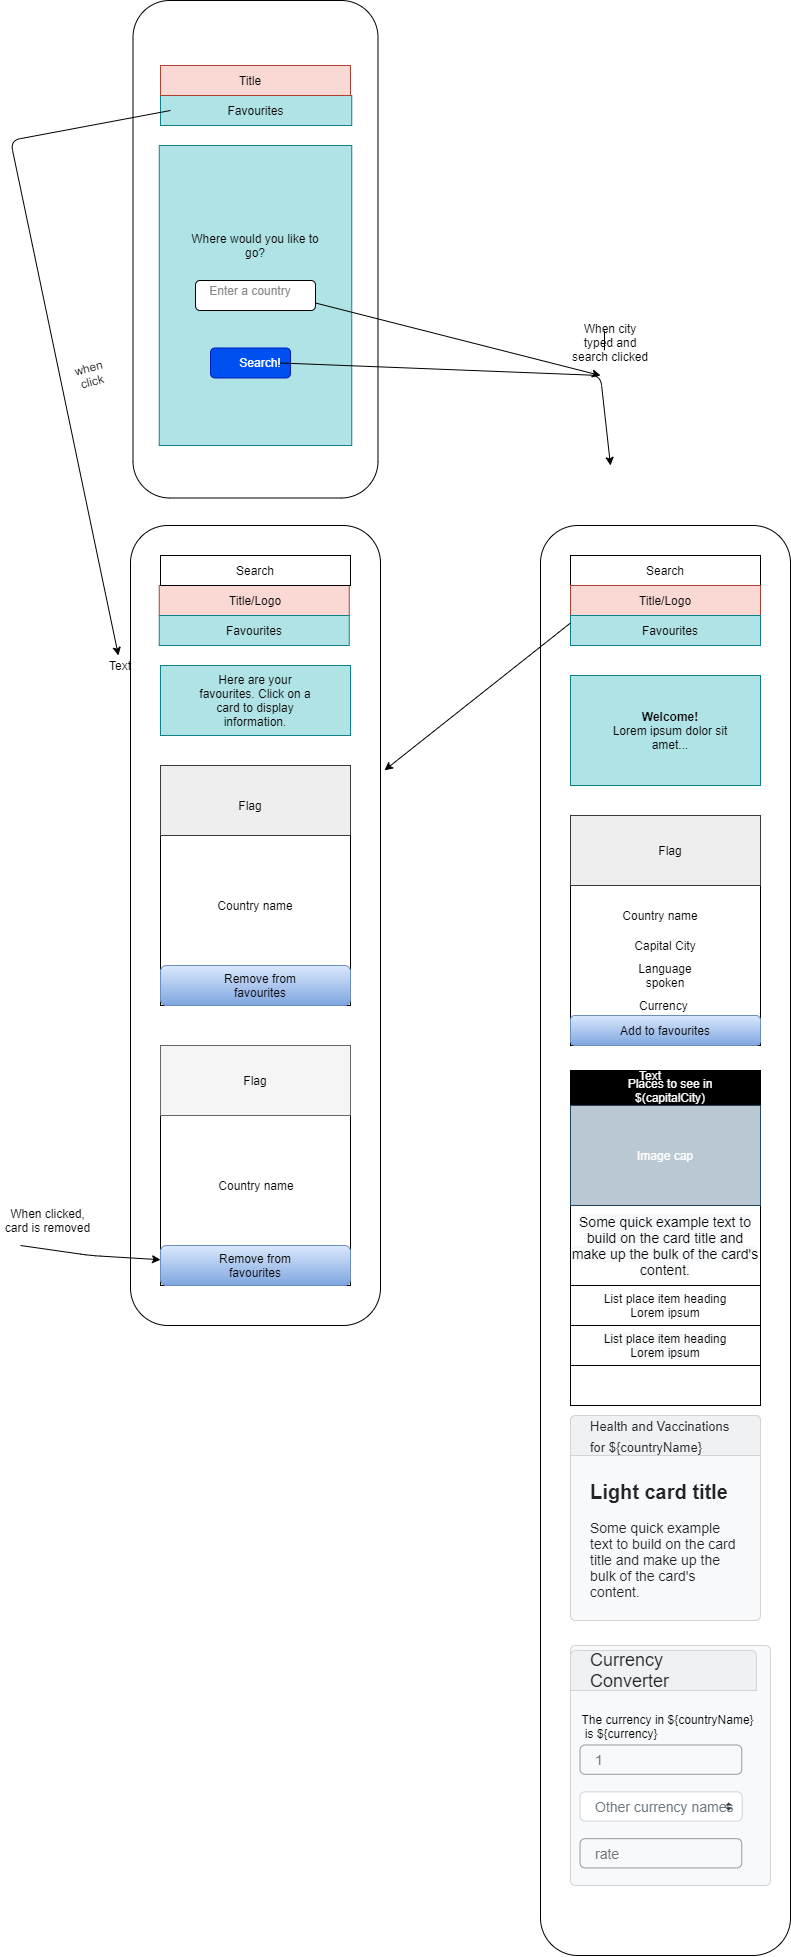 Title
Favourites
Where would you like to
go?
Enter a country
Search!
When city
typed and
search clicked
when
click
Search
Title/Logo
Favourites
Text
Here are your
favourites. Click on a
card to display
information.
Flag
Country name
Remove from
favourites
Flag
Country name
When clicked,
card is removed
Remove from
favourites
Search
Title/Logo
Favourites
Welcome!
Lorem ipsum dolor sit
amet...
Flag
Country name
Capital City
Language
spoken
Currency
Add to favourites
Text
Places to see in
$(capitalCity)
Image cap
Some quick example text to
build on the card title and
make up the bulk of the card's
content.
List place item heading
Lorem ipsum
List place item heading
Lorem ipsum
Health and Vaccinations
for ${countryName}
Light card title
Some quick example
text to build on the card
title and make up the
bulk of the card's
content.
Currency
Converter
The currency in ${countryName}
is ${currency}
1
Other currency names
rate